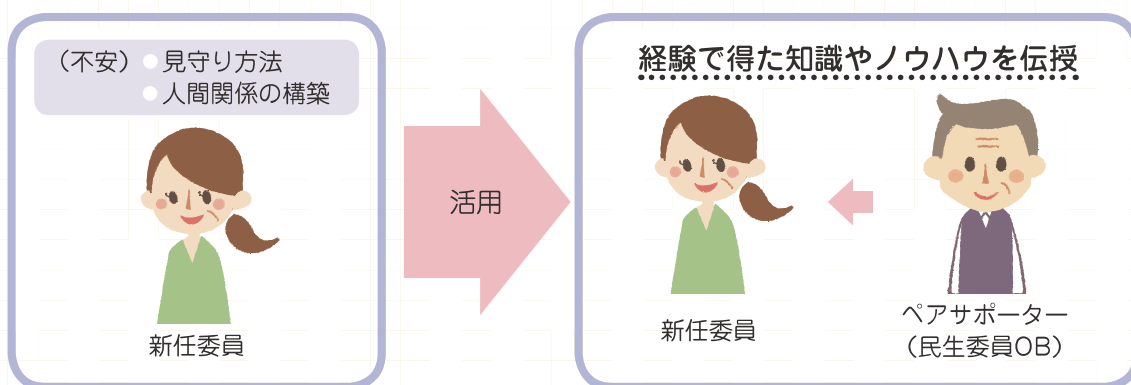 （不安）●見守り方法
●人間関係の構築
新任委員
活用
経験で得た知識やノウハウを伝授
新任委員
ペアサポーター
（民生委員OB）